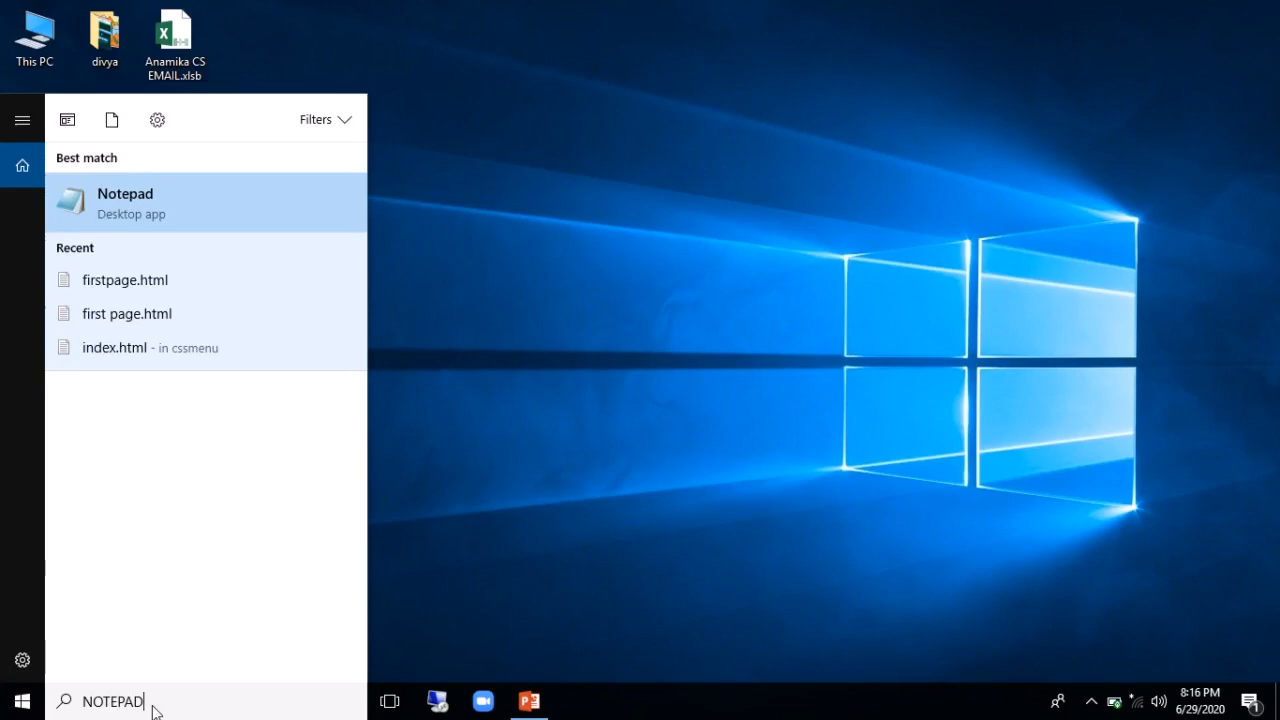 This PC
divya
Anamika CS
EMAIL.xlsb
Filters
Best match
Notepad
Desktop app
Recent
firstpage.html
first page.html
index.html - in cssmenu
NOTEPAD
8:16 PM
6/29/2020
1